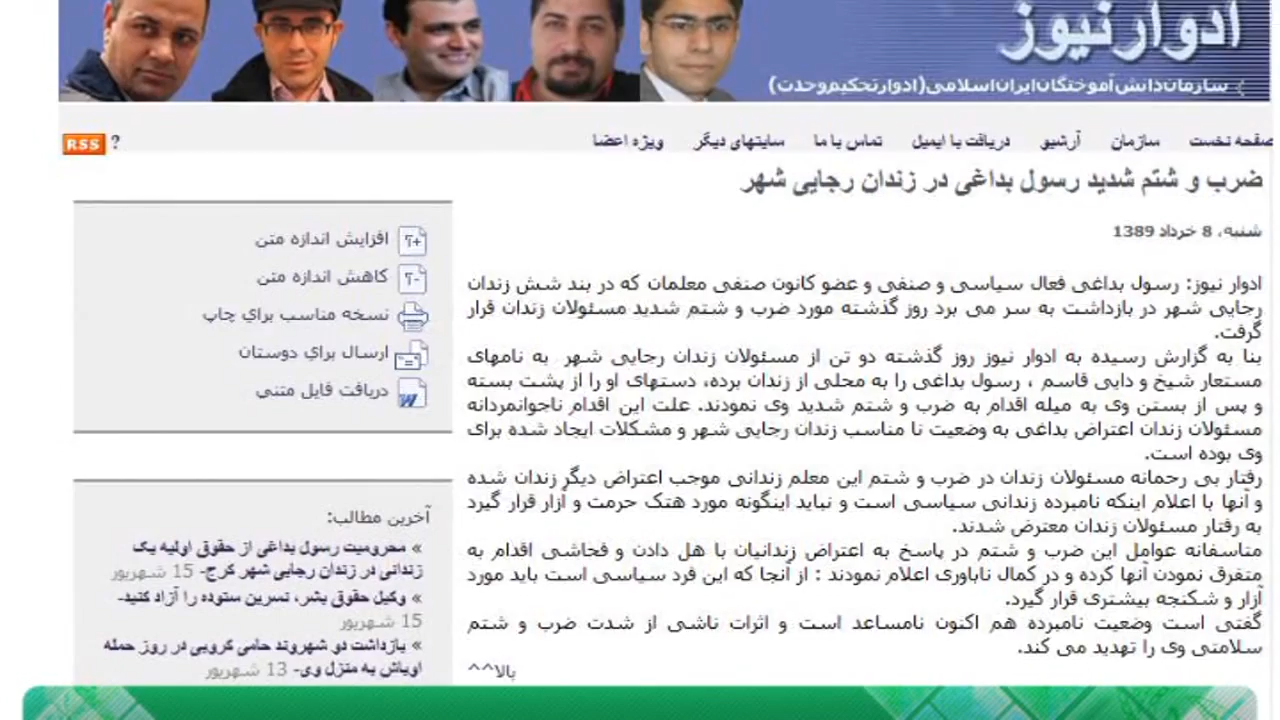 ادوار نیوز
سازمان دانش آموختگان ایران اسلامی (ادوار تحکیم وحدت)
صفحه نخست
سازمان
آرشیو
دریافت با ایمیل
تماس با ما
سایتهای دیگر
ویژه اعضا
? RSS
ضرب و شتم شدید رسول بداغی در زندان رجایی شهر
شنبه، 8 خرداد 1389
ادوار نیوز: رسول بداغی فعال سیاسی و صنفی و عضو کانون صنفی معلمان که در بند شش زندان
رجایی شهر در بازداشت به سر می برد روز گذشته مورد ضرب و شتم شدید مسئولان زندان قرار
گرفت.
بنا به گزارش رسیده به ادوار نیوز روز گذشته دو تن از مسئولان زندان رجایی شهر به نامهای
مستعار شیخ و دایی قاسم ، رسول بداغی را به محلی از زندان برده، دستهای او را از پشت بسته
و پس از بستن وی به میله اقدام به ضرب و شتم شدید وی نمودند. علت این اقدام ناجوانمردانه
مسئولان زندان اعتراض بداغی به وضعیت نا مناسب زندان رجایی شهر و مشکلات ایجاد شده برای
وی بوده است.
رفتار بی رحمانه مسئولان زندان در ضرب و شتم این معلم زندانی موجب اعتراض دیگر زندان شده
و آنها با اعلام اینکه نامبرده زندانی سیاسی است و نباید اینگونه مورد هتک حرمت و آزار قرار گیرد
به رفتار مسئولان زندان معترض شدند.
متاسفانه عوامل این ضرب و شتم در پاسخ به اعتراض زندانیان با هل دادن و فحاشی اقدام به
متفرق نمودن آنها کرده و در کمال ناباوری اعلام نمودند : از آنجا که این فرد سیاسی است باید مورد
آزار و شکنجه بیشتری قرار گیرد.
گفتی است وضعیت نامبرده هم اکنون نامساعد است و اثرات ناشی از شدت ضرب و شتم
سلامتی وی را تهدید می کند.
بالا^^
افزایش اندازه متن
کاهش اندازه متن
نسخه مناسب براي چاپ
ارسال براي دوستان
دریافت فایل متنی
آخرین مطالب:
» محرومیت رسول بداغی از حقوق اولیه یک
زندانی در زندان رجایی شهر کرج- 15 شهریور
» وکیل حقوق بشر، نسرین ستوده را آزاد کنید-
15 شهریور
» بازداشت دو شهروند حامی کروبی در روز حمله
اوباش به منزل وی- 13 شهریور